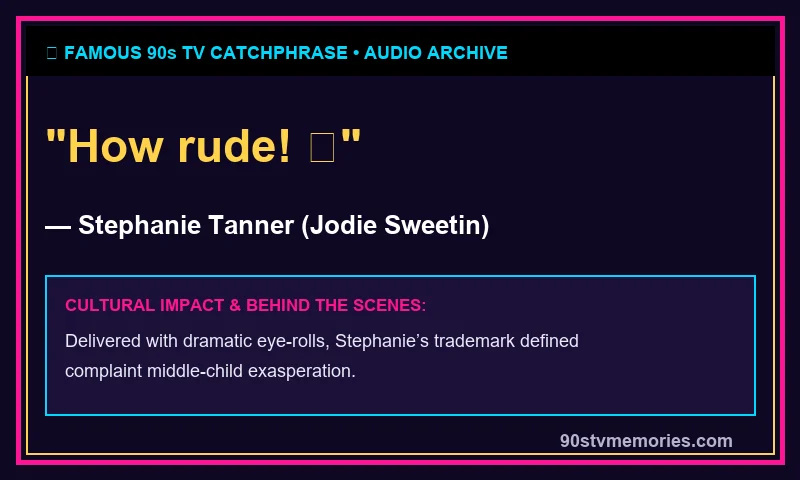 FAMOUS 90s TV CATCHPHRASE • AUDIO ARCHIVE
"How rude! "
— Stephanie Tanner (Jodie Sweetin)
CULTURAL IMPACT & BEHIND THE SCENES:
Delivered with dramatic eye-rolls, Stephanie’s trademark defined
complaint middle-child exasperation.
90stvmemories.com